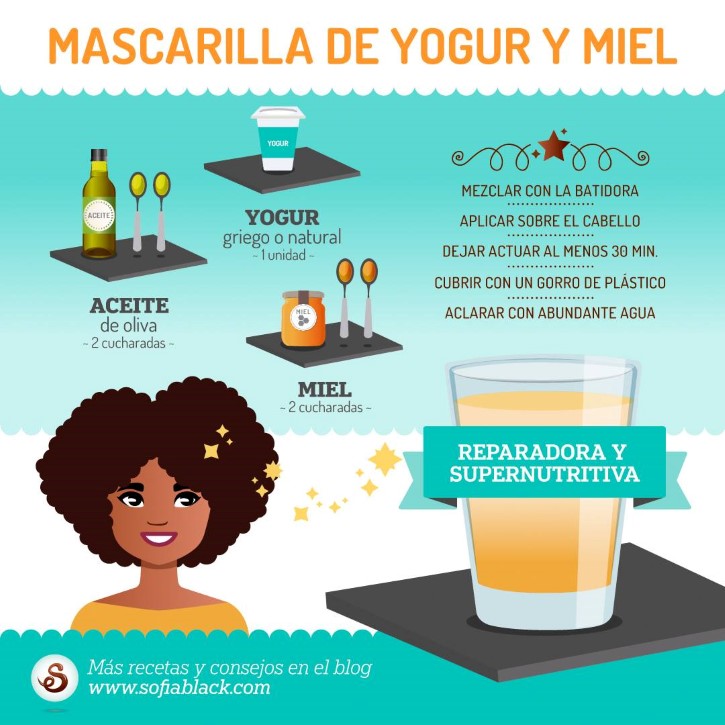 MASCARILLA DE YOGUR Y MIEL
YOGUR
YOGUR
griego o natural
~ 1 unidad ~
ACEITE
ACEITE
de oliva
~ 2 cucharadas ~
MIEL
MIEL
~ 2 cucharadas ~
MEZCLAR CON LA BATIDORA
APLICAR SOBRE EL CABELLO
DEJAR ACTUAR AL MENOS 30 MIN.
CUBRIR CON UN GORRO DE PLÁSTICO
ACLARAR CON ABUNDANTE AGUA
REPARADORA Y
SUPERNUTRITIVA
S
Más recetas y consejos en el blog
www.sofiablack.com